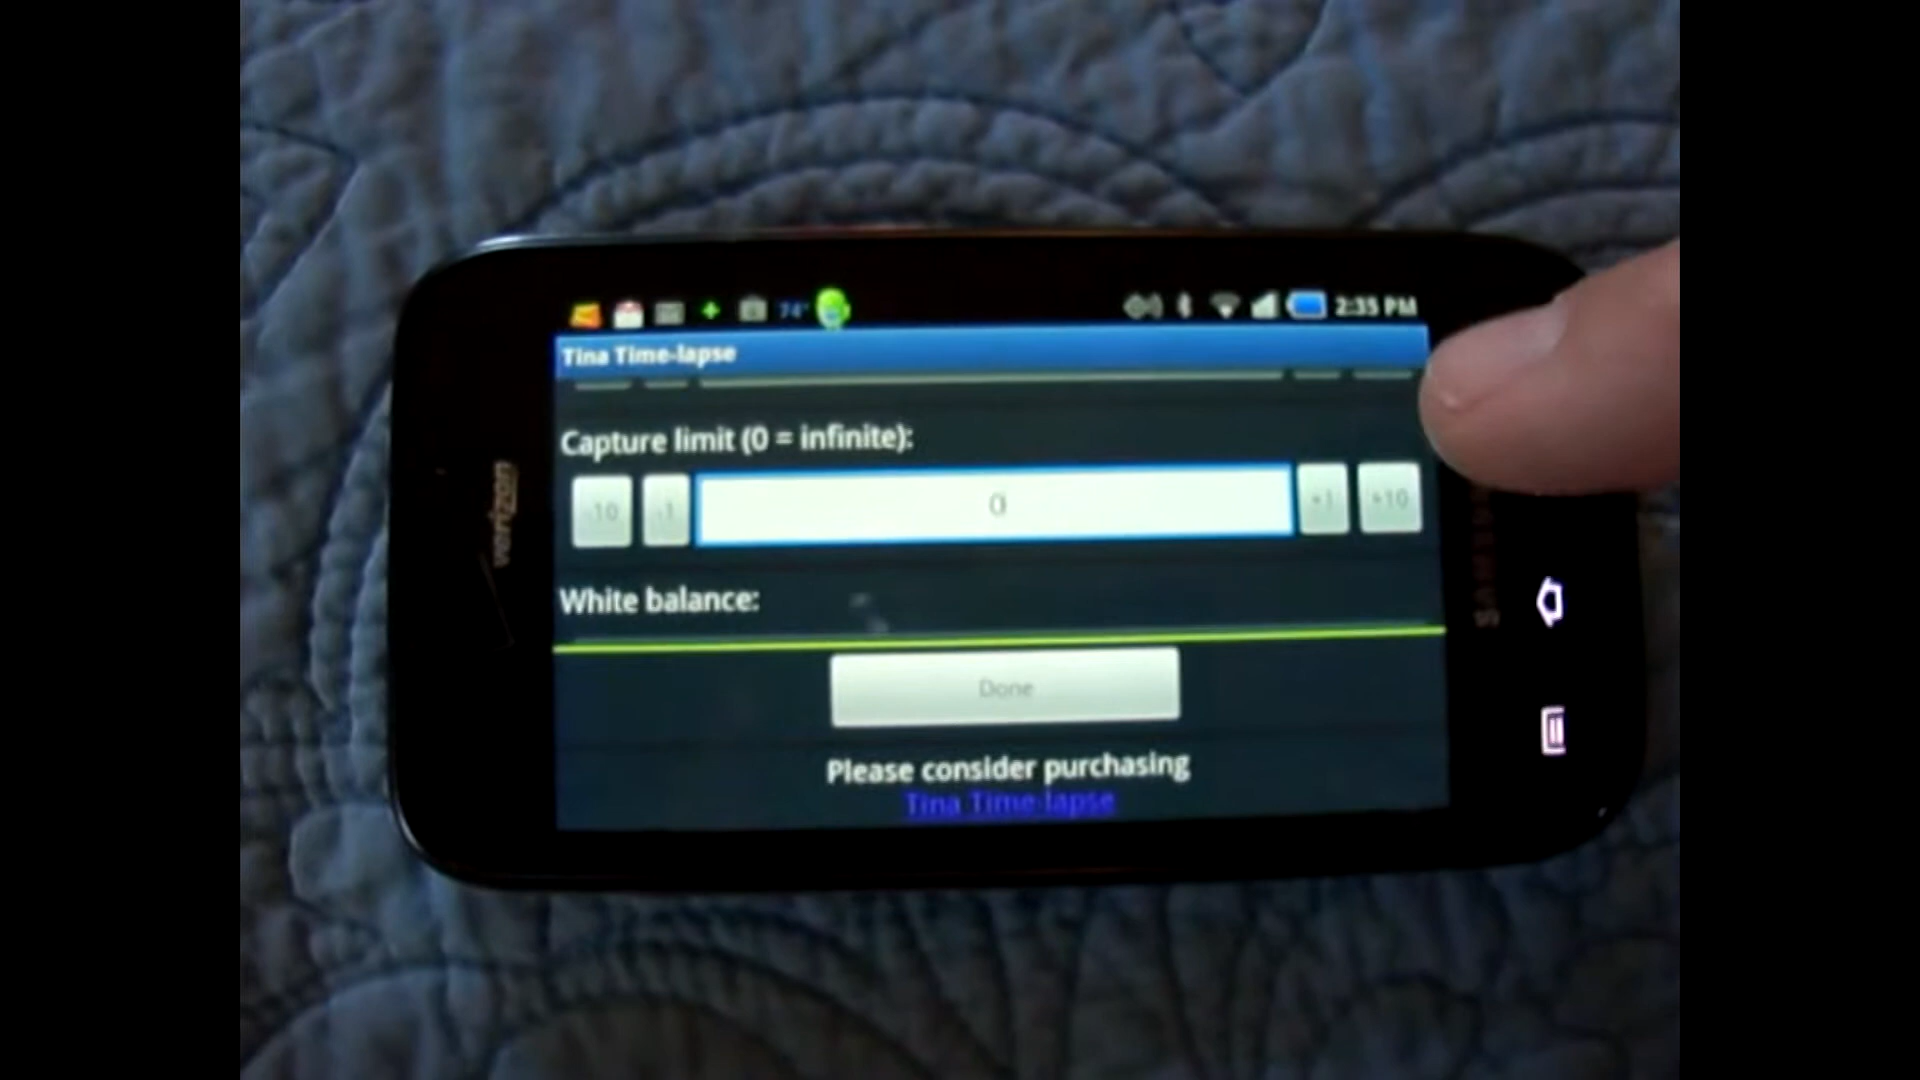 74°
2:35 PM
Tina Time-lapse
Capture limit (0 = infinite):
-10 -1 0 +1 +10
White balance:
Done
Please consider purchasing
Tina Time-lapse
verizon
SAMSUNG